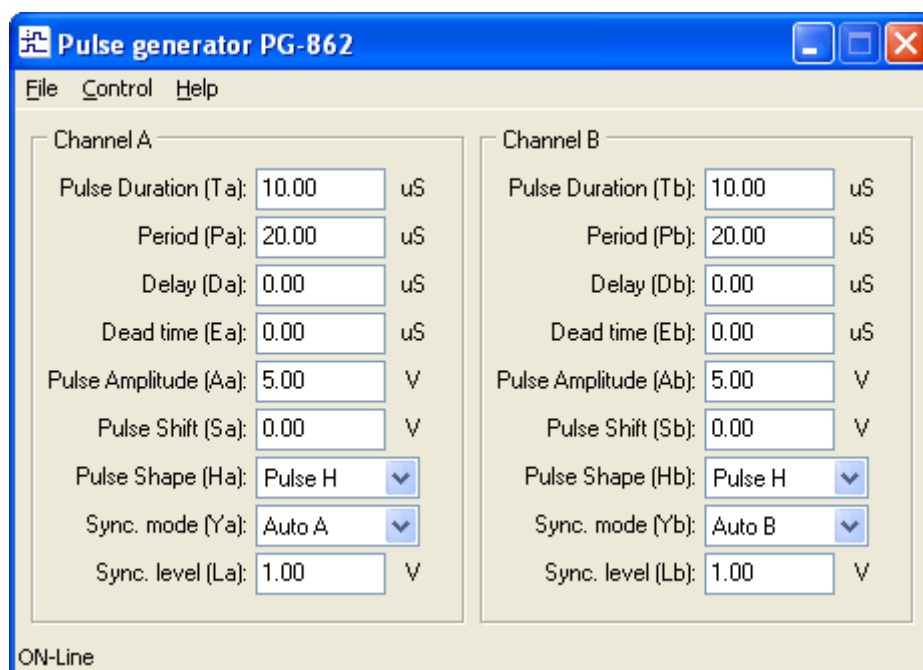 Pulse generator PG-862
File Control Help
Channel A
Pulse Duration (Ta): 10.00 uS
Period (Pa): 20.00 uS
Delay (Da): 0.00 uS
Dead time (Ea): 0.00 uS
Pulse Amplitude (Aa): 5.00 V
Pulse Shift (Sa): 0.00 V
Pulse Shape (Ha): Pulse H
Sync. mode (Ya): Auto A
Sync. level (La): 1.00 V
Channel B
Pulse Duration (Tb): 10.00 uS
Period (Pb): 20.00 uS
Delay (Db): 0.00 uS
Dead time (Eb): 0.00 uS
Pulse Amplitude (Ab): 5.00 V
Pulse Shift (Sb): 0.00 V
Pulse Shape (Hb): Pulse H
Sync. mode (Yb): Auto B
Sync. level (Lb): 1.00 V
ON-Line